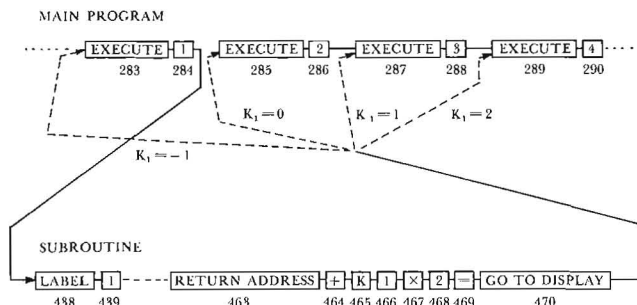 MAIN PROGRAM
EXECUTE 1 EXECUTE 2 EXECUTE 3 EXECUTE 4
283 284 285 286 287 288 289 290
K₁=0 K₁=1 K₁=2
K₁=-1
SUBROUTINE
LABEL 1 RETURN ADDRESS + K 1 × 2 = GO TO DISPLAY
438 439 463 464 465 466 467 468 469 470